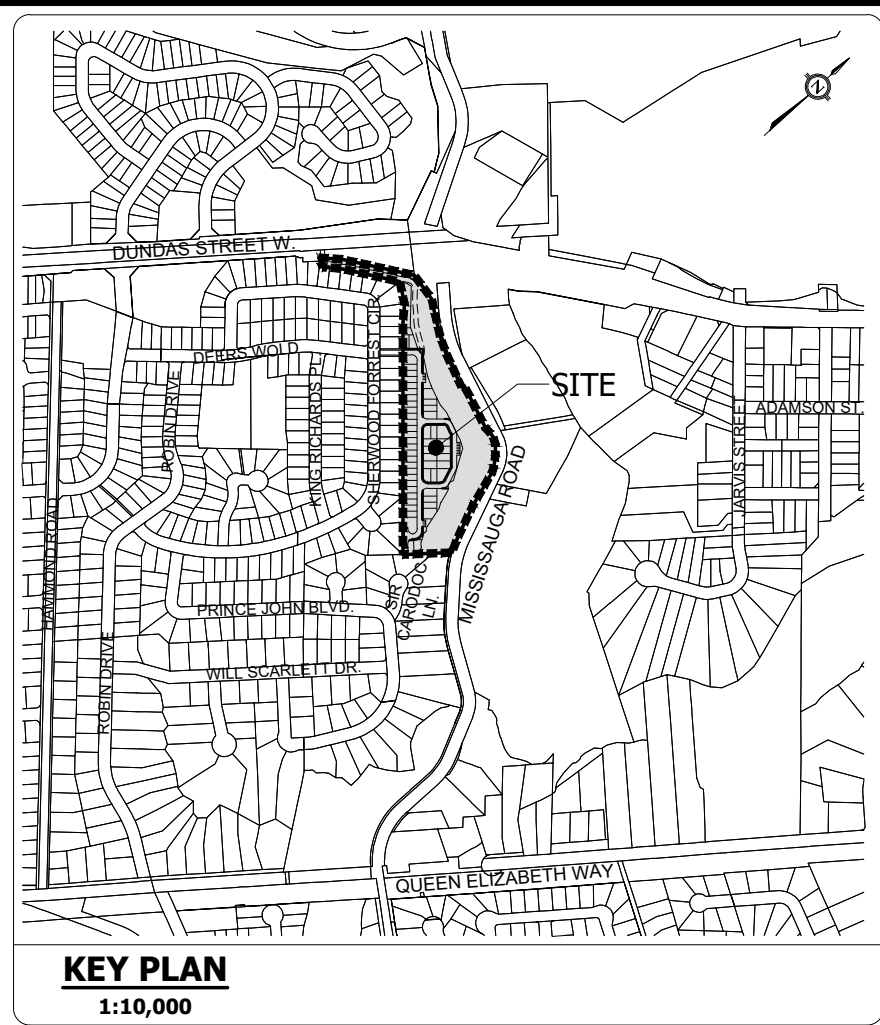 N
DUNDAS STREET W.
DEERS WOLD
SITE
ADAMSON ST.
ROBIN DRIVE
KING RICHARDS PL.
SHERWOOD FORREST CIR.
JARVIS STREET
HAMMOND ROAD
MISSISSAUGA ROAD
SIR
CARODOC
LN.
PRINCE JOHN BLVD.
WILL SCARLETT DR.
ROBIN DRIVE
QUEEN ELIZABETH WAY
KEY PLAN
1:10,000